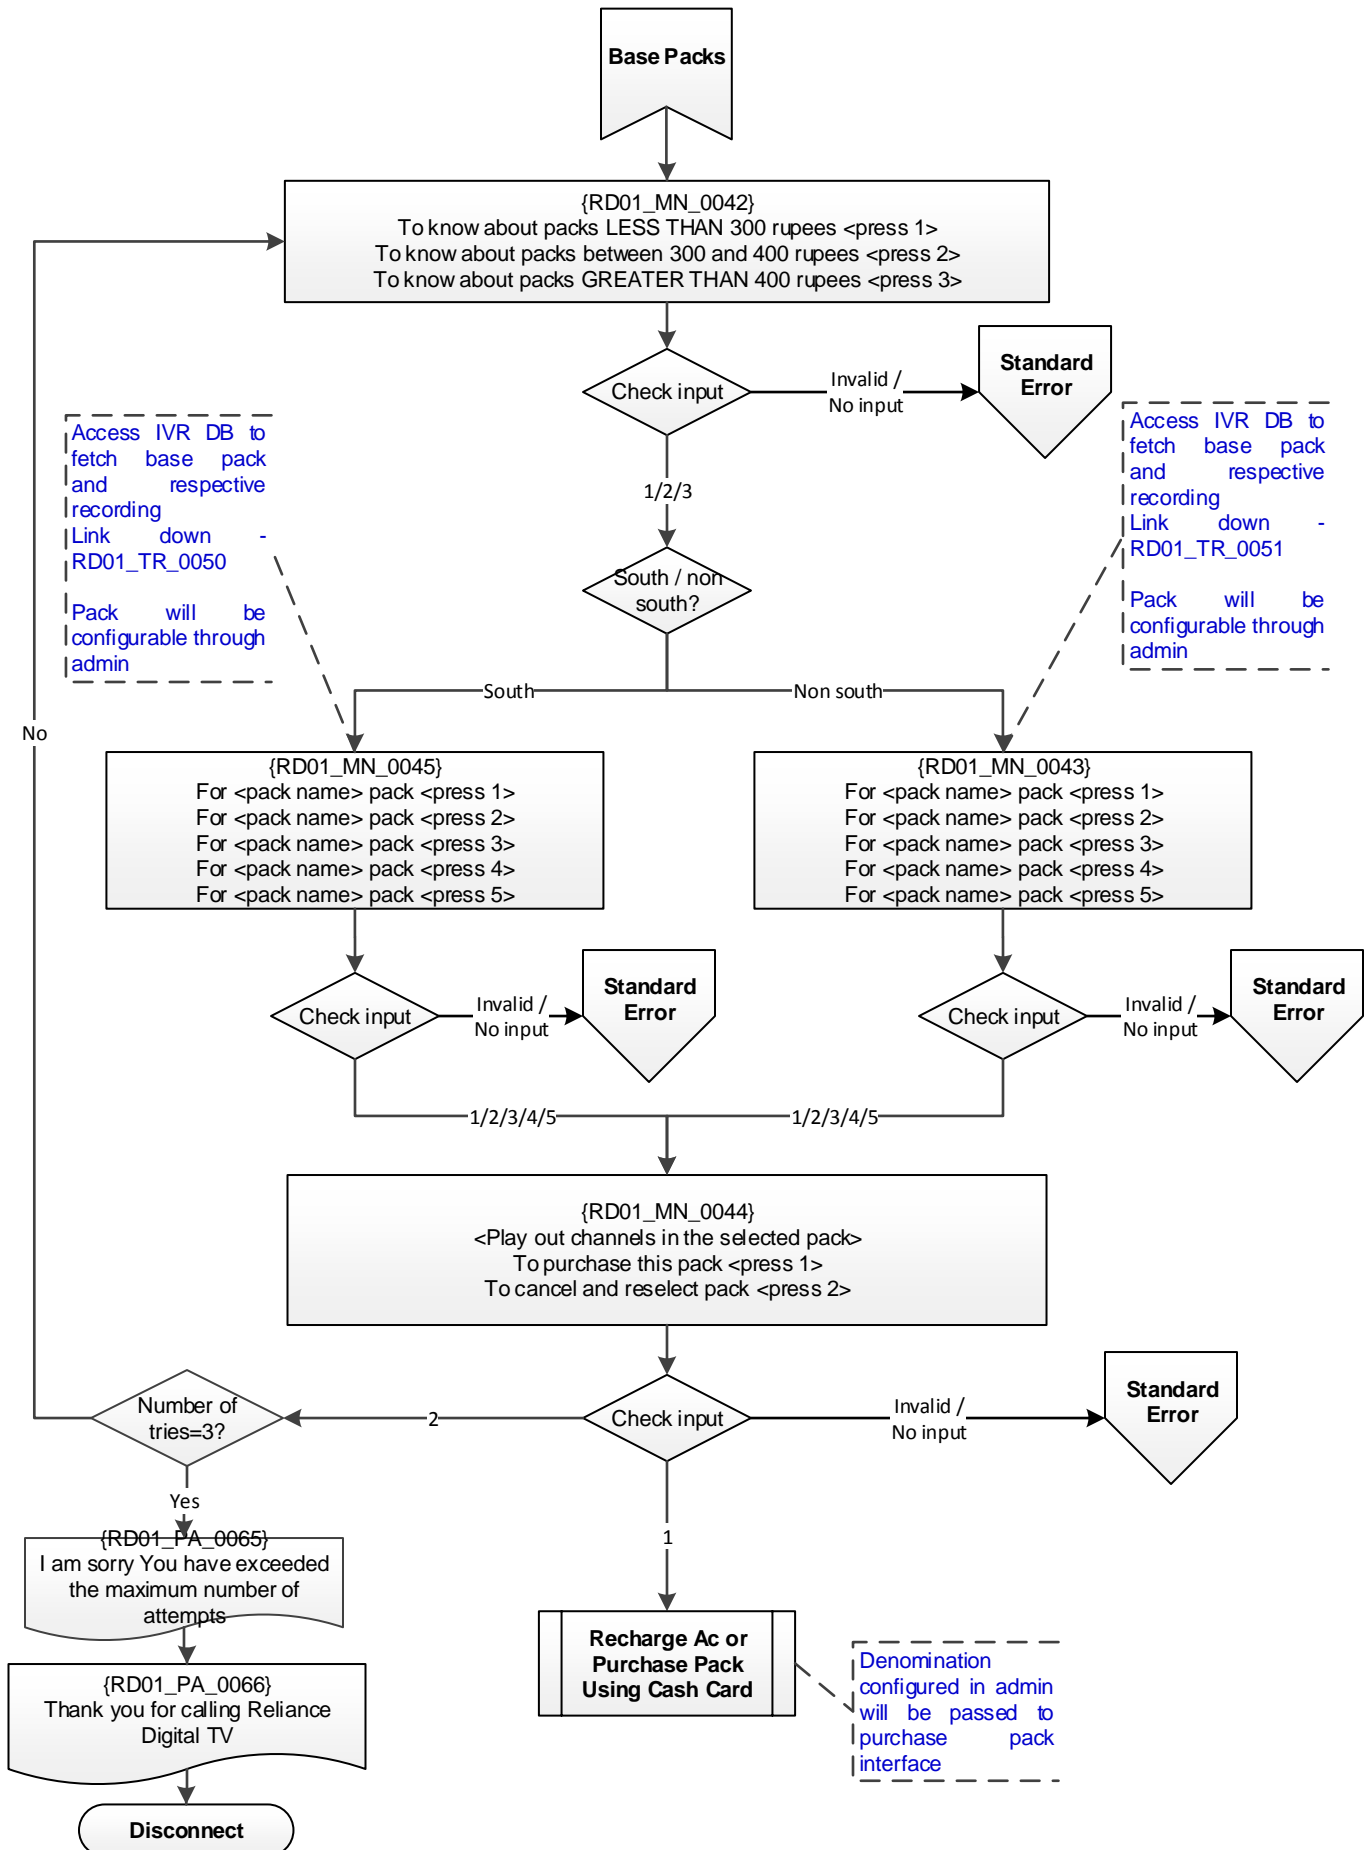 Base Packs
{RD01_MN_0042}
To know about packs LESS THAN 300 rupees <press 1>
To know about packs between 300 and 400 rupees <press 2>
To know about packs GREATER THAN 400 rupees <press 3>
Check input
Invalid /
No input
Standard
Error
Access IVR DB to
fetch base pack
and respective
recording
Link down -
RD01_TR_0050
Pack will be
configurable through
admin
Access IVR DB to
fetch base pack
and respective
recording
Link down -
RD01_TR_0051
Pack will be
configurable through
admin
1/2/3
South / non
south?
South
Non south
No
{RD01_MN_0045}
For <pack name> pack <press 1>
For <pack name> pack <press 2>
For <pack name> pack <press 3>
For <pack name> pack <press 4>
For <pack name> pack <press 5>
{RD01_MN_0043}
For <pack name> pack <press 1>
For <pack name> pack <press 2>
For <pack name> pack <press 3>
For <pack name> pack <press 4>
For <pack name> pack <press 5>
Check input
Invalid /
No input
Standard
Error
Check input
Invalid /
No input
Standard
Error
1/2/3/4/5
1/2/3/4/5
{RD01_MN_0044}
<Play out channels in the selected pack>
To purchase this pack <press 1>
To cancel and reselect pack <press 2>
Number of
tries=3?
2
Check input
Invalid /
No input
Standard
Error
Yes
1
{RD01_PA_0065}
I am sorry You have exceeded
the maximum number of
attempts
Recharge Ac or
Purchase Pack
Using Cash Card
Denomination
configured in admin
will be passed to
purchase pack
interface
{RD01_PA_0066}
Thank you for calling Reliance
Digital TV
Disconnect